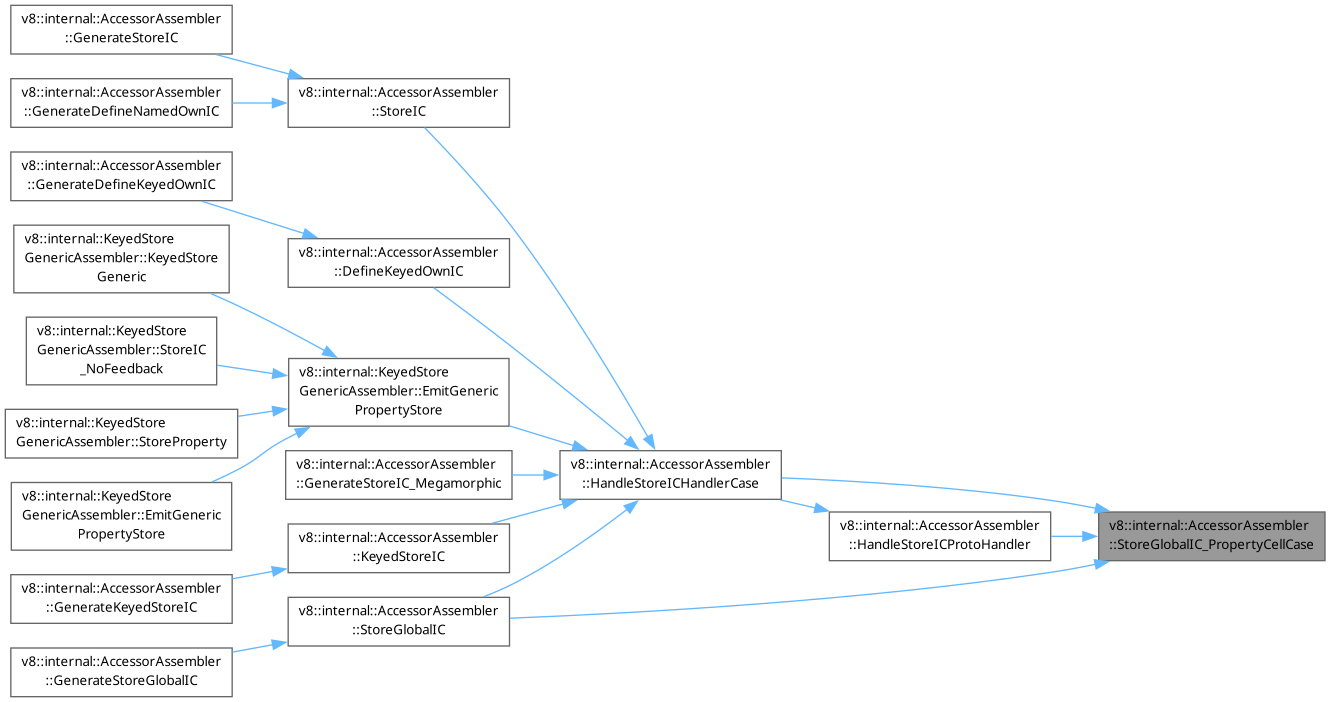 v8::internal::AccessorAssembler
::GenerateStoreIC
v8::internal::AccessorAssembler
::GenerateDefineNamedOwnIC
v8::internal::AccessorAssembler
::StoreIC
v8::internal::AccessorAssembler
::GenerateDefineKeyedOwnIC
v8::internal::KeyedStore
GenericAssembler::KeyedStore
Generic
v8::internal::AccessorAssembler
::DefineKeyedOwnIC
v8::internal::KeyedStore
GenericAssembler::StoreIC
_NoFeedback
v8::internal::KeyedStore
GenericAssembler::EmitGeneric
PropertyStore
v8::internal::KeyedStore
GenericAssembler::StoreProperty
v8::internal::AccessorAssembler
::GenerateStoreIC_Megamorphic
v8::internal::AccessorAssembler
::HandleStoreICHandlerCase
v8::internal::KeyedStore
GenericAssembler::EmitGeneric
PropertyStore
v8::internal::AccessorAssembler
::KeyedStoreIC
v8::internal::AccessorAssembler
::HandleStoreICProtoHandler
v8::internal::AccessorAssembler
::StoreGlobalIC_PropertyCellCase
v8::internal::AccessorAssembler
::GenerateKeyedStoreIC
v8::internal::AccessorAssembler
::StoreGlobalIC
v8::internal::AccessorAssembler
::GenerateStoreGlobalIC